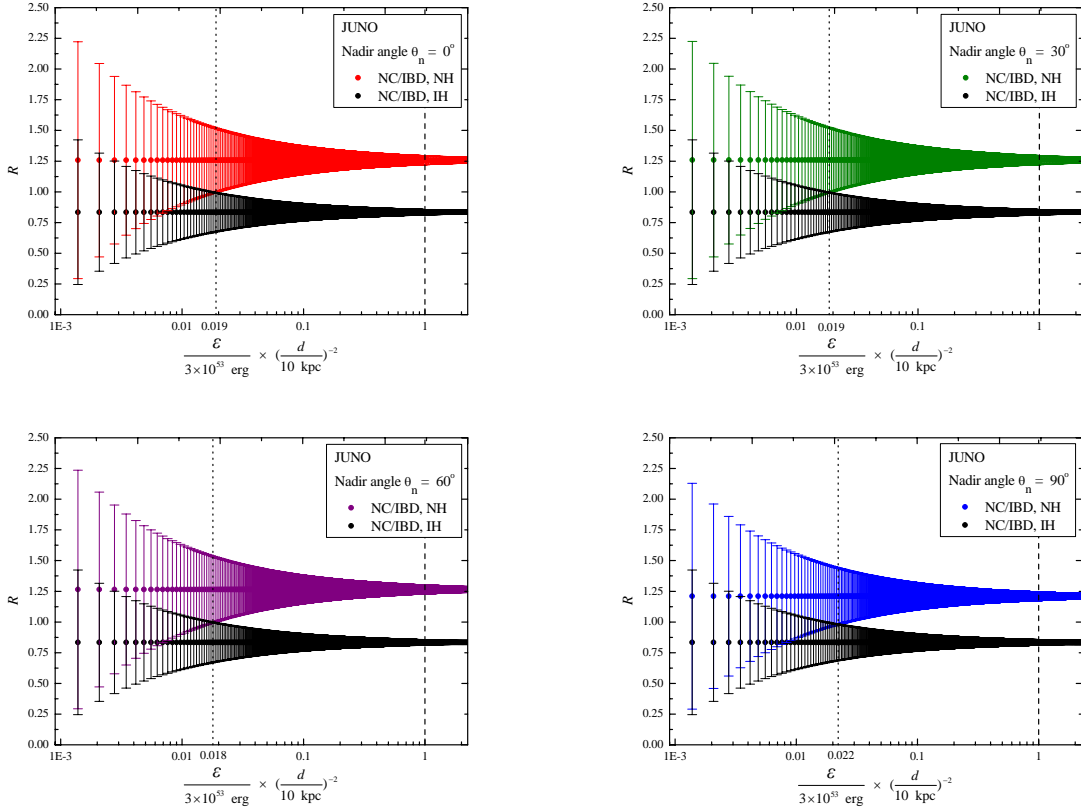 JUNO
Nadir angle θn = 0°
NC/IBD, NH
NC/IBD, IH
R
2.50
2.25
2.00
1.75
1.50
1.25
1.00
0.75
0.50
0.25
0.00
1E-3 0.01 0.019 0.1 1
ε / 3×10^53 erg × (d / 10 kpc)^−2
JUNO
Nadir angle θn = 30°
NC/IBD, NH
NC/IBD, IH
R
2.50
2.25
2.00
1.75
1.50
1.25
1.00
0.75
0.50
0.25
0.00
1E-3 0.01 0.019 0.1 1
ε / 3×10^53 erg × (d / 10 kpc)^−2
JUNO
Nadir angle θn = 60°
NC/IBD, NH
NC/IBD, IH
R
2.50
2.25
2.00
1.75
1.50
1.25
1.00
0.75
0.50
0.25
0.00
1E-3 0.01 0.018 0.1 1
ε / 3×10^53 erg × (d / 10 kpc)^−2
JUNO
Nadir angle θn = 90°
NC/IBD, NH
NC/IBD, IH
R
2.50
2.25
2.00
1.75
1.50
1.25
1.00
0.75
0.50
0.25
0.00
1E-3 0.01 0.022 0.1 1
ε / 3×10^53 erg × (d / 10 kpc)^−2